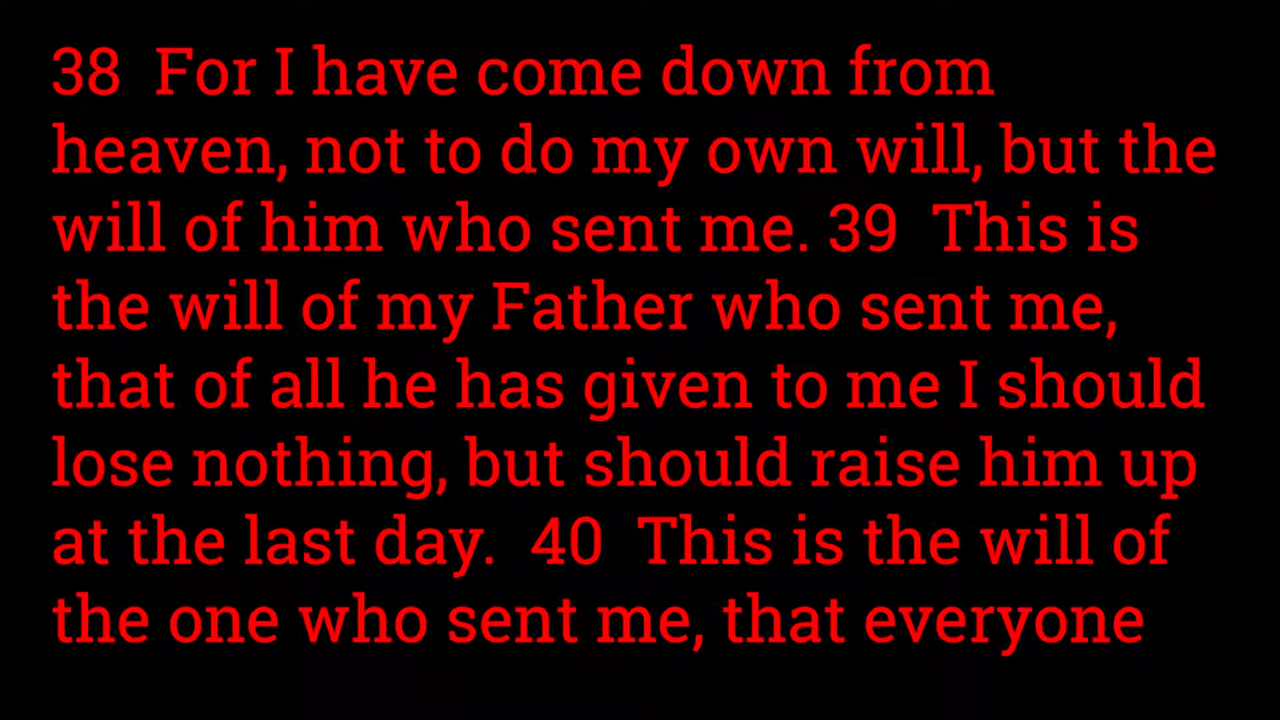 38  For I have come down from
heaven, not to do my own will, but the
will of him who sent me. 39  This is
the will of my Father who sent me,
that of all he has given to me I should
lose nothing, but should raise him up
at the last day.  40  This is the will of
the one who sent me, that everyone